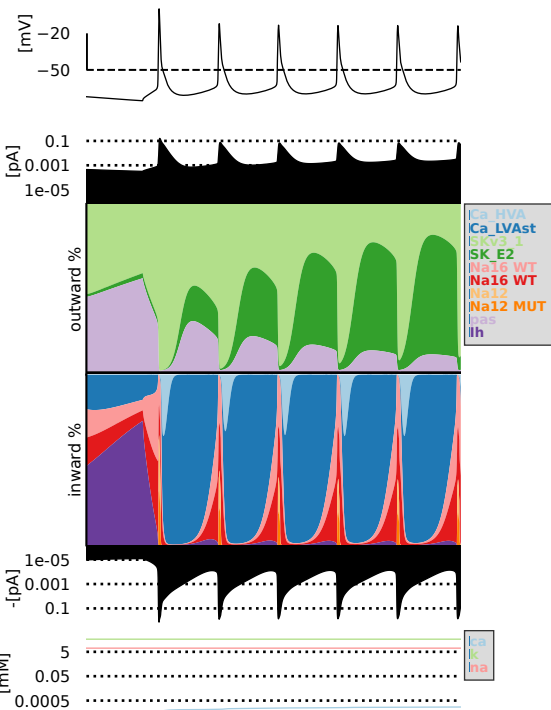 [mV]
−20
−50
[pA]
0.1
0.001
1e-05
outward %
Ca_HVA
Ca_LVAst
SKv3_1
SK_E2
Na16 WT
Na16 WT
Na12
Na12 MUT
pas
Ih
inward %
-[pA]
1e-05
0.001
0.1
[mM]
5
0.05
0.0005
ca
k
na